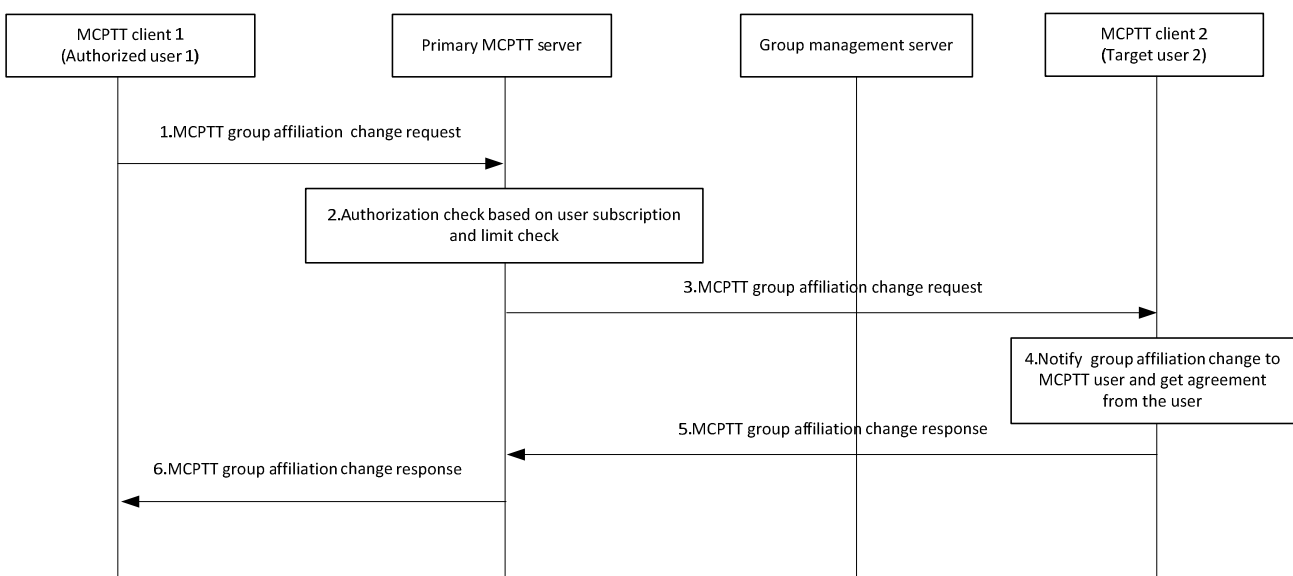 MCPTT client 1
(Authorized user 1)
Primary MCPTT server
Group management server
MCPTT client 2
(Target user 2)
1.MCPTT group affiliation change request
2.Authorization check based on user subscription
and limit check
3.MCPTT group affiliation change request
4.Notify group affiliation change to
MCPTT user and get agreement
from the user
5.MCPTT group affiliation change response
6.MCPTT group affiliation change response